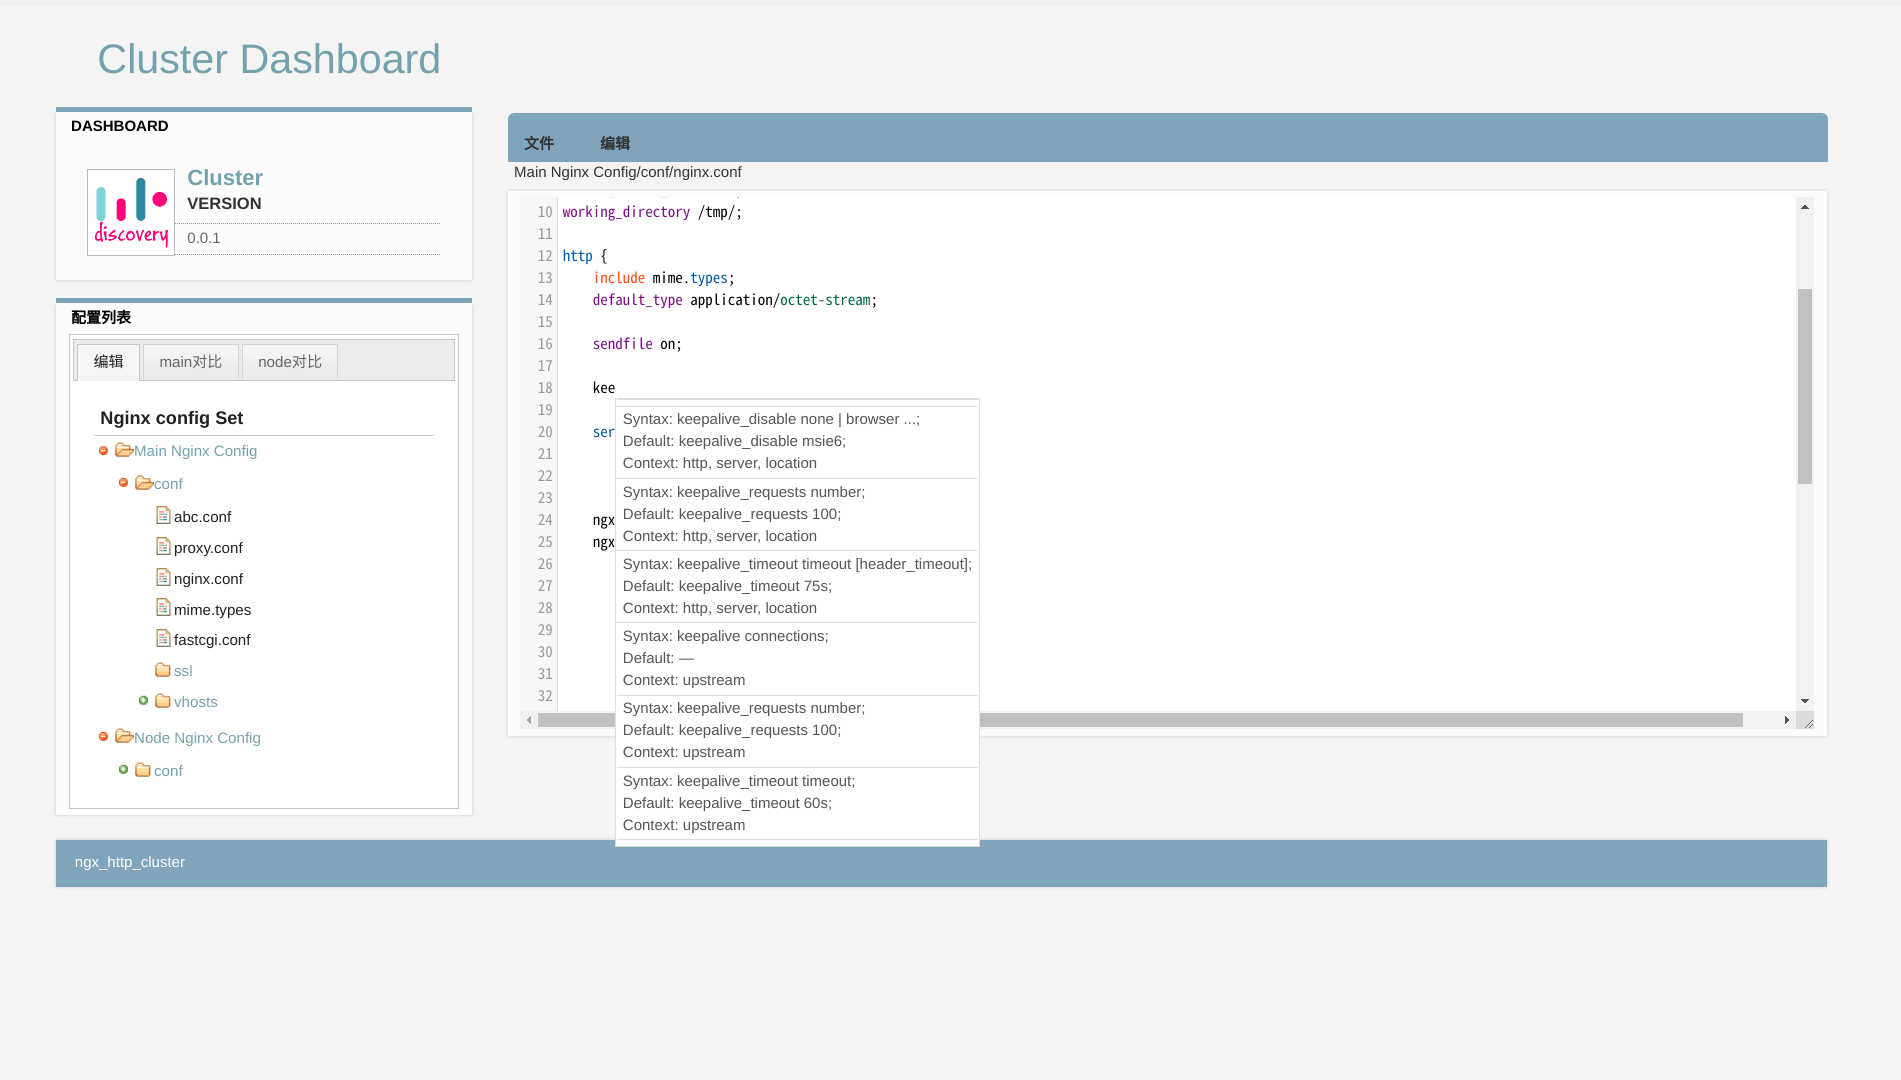 Cluster Dashboard
DASHBOARD
discovery
Cluster
VERSION
0.0.1
配置列表
编辑
main对比
node对比
Nginx config Set
Main Nginx Config
conf
abc.conf
proxy.conf
nginx.conf
mime.types
fastcgi.conf
ssl
vhosts
Node Nginx Config
conf
文件 编辑
Main Nginx Config/conf/nginx.conf
10 working_directory /tmp/;
11
12 http {
13 include mime.types;
14 default_type application/octet-stream;
15
16 sendfile on;
17
18 kee
19
20 ser
21
22
23
24 ngx
25 ngx
26
27
28
29
30
31
32
Syntax: keepalive_disable none | browser ...;
Default: keepalive_disable msie6;
Context: http, server, location
Syntax: keepalive_requests number;
Default: keepalive_requests 100;
Context: http, server, location
Syntax: keepalive_timeout timeout [header_timeout];
Default: keepalive_timeout 75s;
Context: http, server, location
Syntax: keepalive connections;
Default: —
Context: upstream
Syntax: keepalive_requests number;
Default: keepalive_requests 100;
Context: upstream
Syntax: keepalive_timeout timeout;
Default: keepalive_timeout 60s;
Context: upstream
ngx_http_cluster